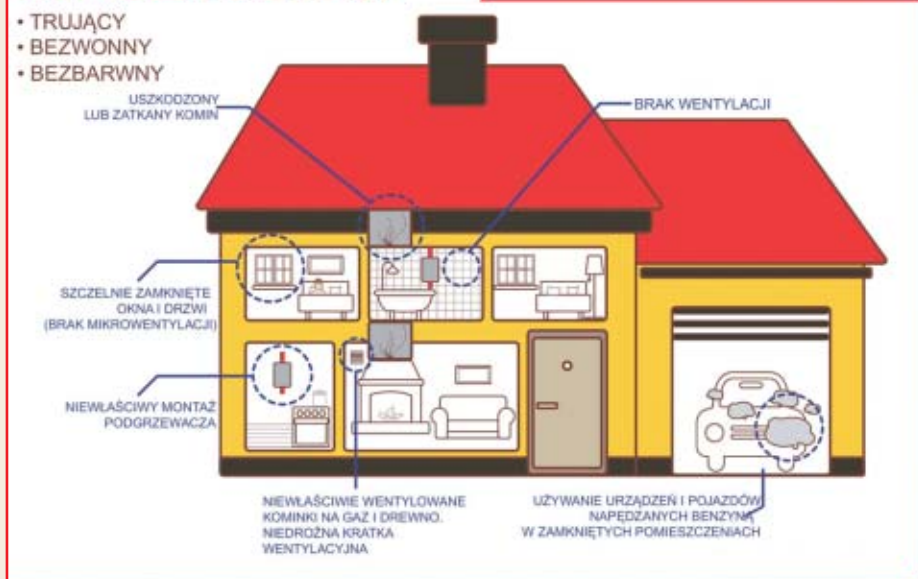 • TRUJĄCY
• BEZWONNY
• BEZBARWNY
USZKODZONY
LUB ZATKANY KOMIN
BRAK WENTYLACJI
SZCZELNIE ZAMKNIĘTE
OKNA I DRZWI
(BRAK MIKROWENTYLACJI)
NIEWŁAŚCIWY MONTAŻ
PODGRZEWACZA
NIEWŁAŚCIWIE WENTYLOWANE
KOMINKI NA GAZ I DREWNO.
NIEDROŻNA KRATKA
WENTYLACYJNA
UŻYWANIE URZĄDZEŃ I POJAZDÓW
NAPĘDZANYCH BENZYNĄ
W ZAMKNIĘTYCH POMIESZCZENIACH